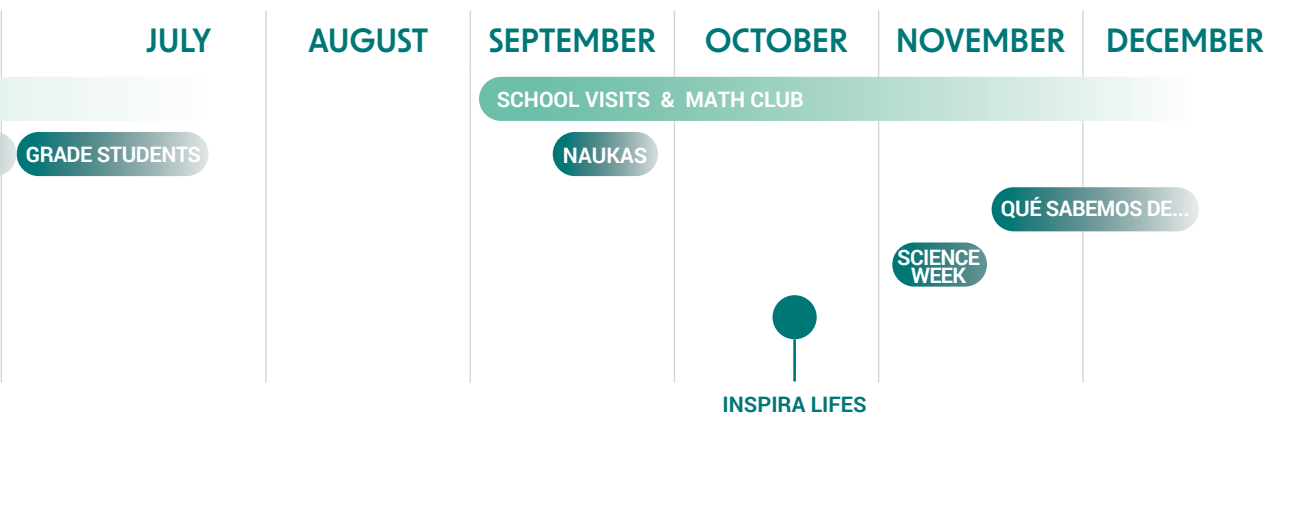 JULY AUGUST SEPTEMBER OCTOBER NOVEMBER DECEMBER
SCHOOL VISITS & MATH CLUB
GRADE STUDENTS
NAUKAS
QUÉ SABEMOS DE...
SCIENCE
WEEK
INSPIRA LIFES